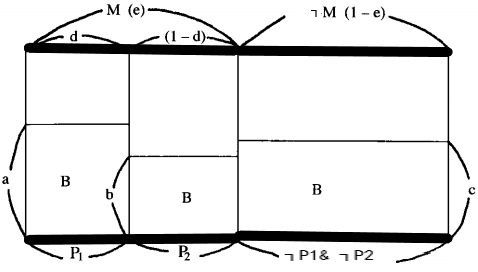 M (e) ¬M (1-e)
d (1-d)
a B b B B c
P₁ P₂ ¬P1& ¬P2